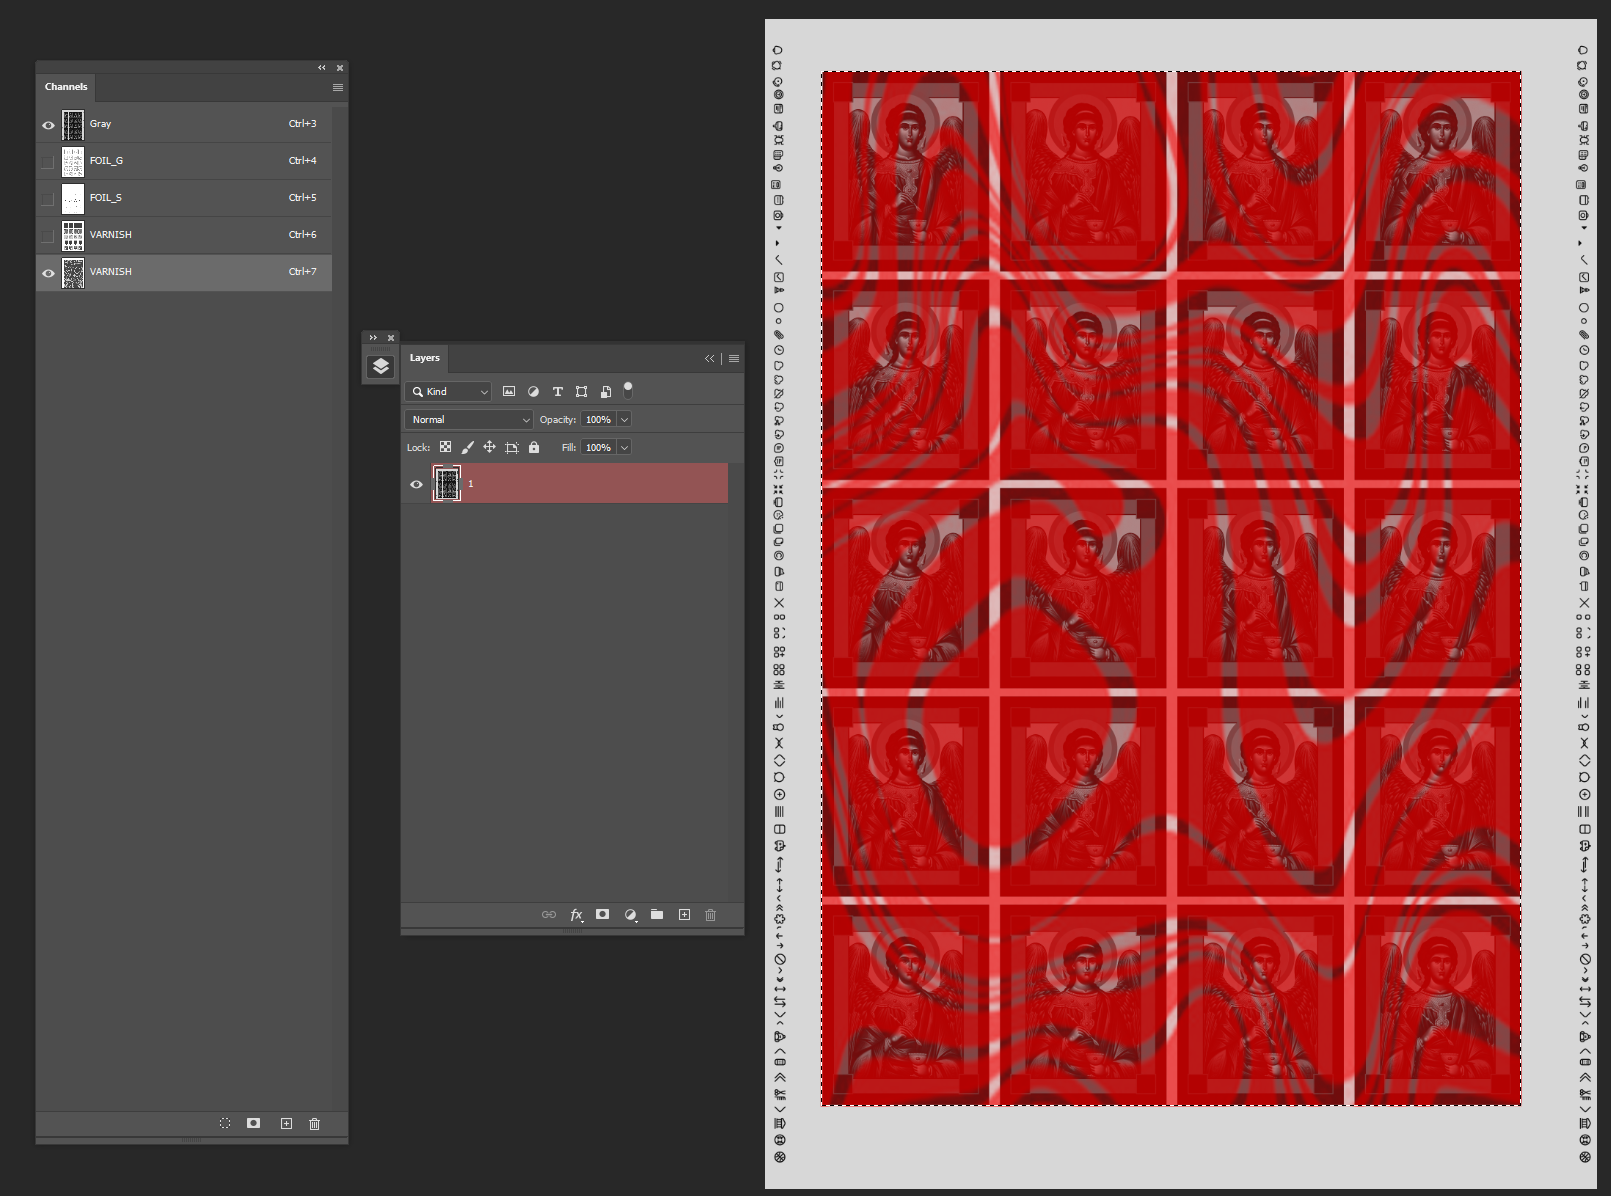 Channels
Gray Ctrl+3
FOIL_G Ctrl+4
FOIL_S Ctrl+5
VARNISH Ctrl+6
VARNISH Ctrl+7
Layers
Kind
Normal Opacity: 100%
Lock: Fill: 100%
1